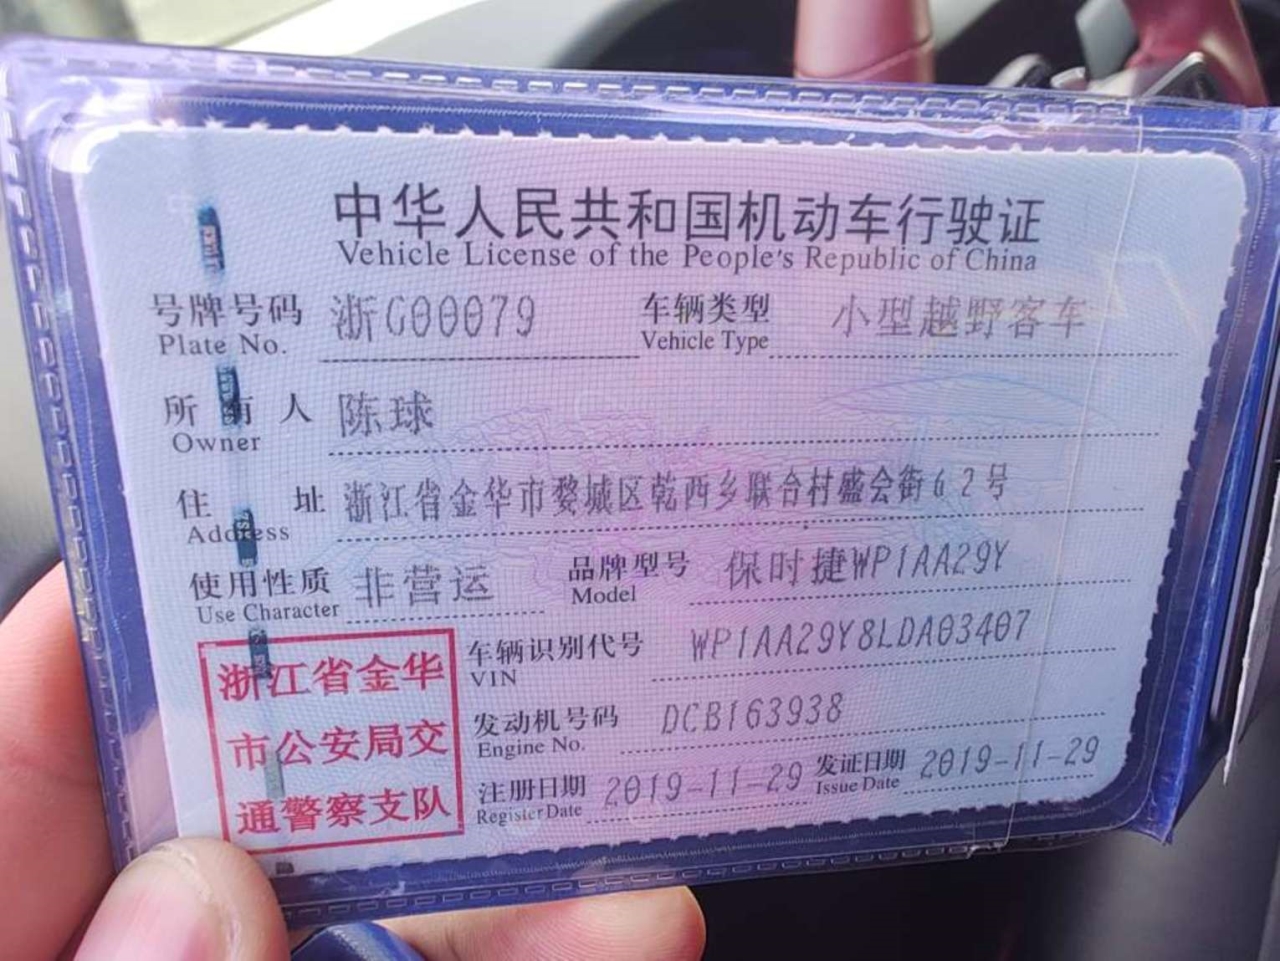 中华人民共和国机动车行驶证
Vehicle License of the People's Republic of China
号牌号码 浙G00079 车辆类型 小型越野客车
Plate No. Vehicle Type
所有人 陈球
Owner
住址 浙江省金华市婺城区乾西乡联合村盛会街62号
Address
使用性质 非营运 品牌型号 保时捷WP1AA29Y
Use Character Model
车辆识别代号 WP1AA29Y8LDA03407
VIN
发动机号码 DCB163938
Engine No.
注册日期 2019-11-29 发证日期 2019-11-29
Register Date Issue Date
浙江省金华
市公安局交
通警察支队